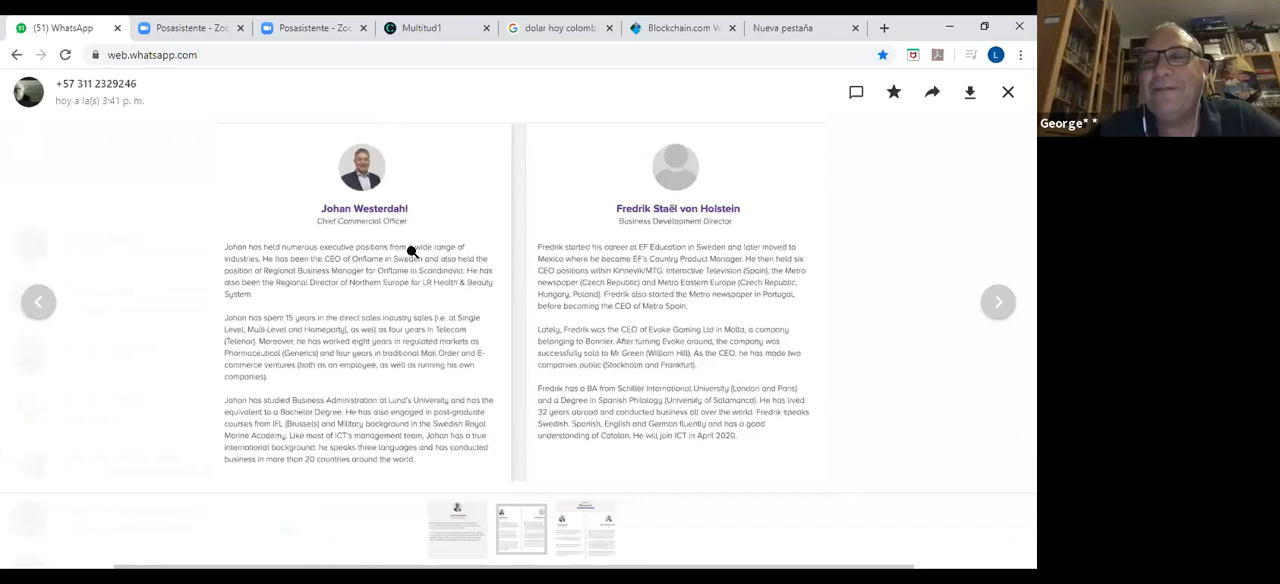 (51) WhatsApp
Posasistente - Zoo
Posasistente - Zoo
Multitud1
dolar hoy colomb
Blockchain.com W
Nueva pestaña
web.whatsapp.com
L
+57 311 2329246
hoy a la(s) 3:41 p. m.
George* *
Johan Westerdahl
Chief Commercial Officer
Johan has held numerous executive positions from wide range of
industries. He has been the CEO of Oriflame in Sweden and also held the
position of Regional Business Manager for Oriflame in Scandinavia. He has
also been the Regional Director of Northern Europe for LR Health & Beauty
System.
Johan has spent 15 years in the direct sales industry sales (i.e. at Single
Level, Multi-Level and Homeparty), as well as four years in Telecom
(Telenor). Moreover, he has worked eight years in regulated markets as
Pharmaceutical (Generics) and four years in traditional Mail Order and E-
commerce ventures (both as an employee, as well as running his own
companies).
Johan has studied Business Administration at Lund's University and has the
equivalent to a Bachelor Degree. He has also engaged in post-graduate
courses from IFL (Brussels) and Military background in the Swedish Royal
Marine Academy. Like most of ICT's management team, Johan has a true
international background, he speaks three languages and has conducted
business in more than 20 countries around the world.
Fredrik Staël von Holstein
Business Development Director
Fredrik started his career at EF Education in Sweden and later moved to
Mexico where he became EF's Country Product Manager. He then held six
CEO positions within Kinnevik/MTG: Interactive Television (Spain), the Metro
newspaper (Czech Republic) and Metro Eastern Europe (Czech Republic,
Hungary, Poland). Fredrik also started the Metro newspaper in Portugal,
before becoming the CEO of Metro Spain.
Lately, Fredrik was the CEO of Evoke Gaming Ltd in Malta, a company
belonging to Bonnier. After turning Evoke around, the company was
successfully sold to Mr Green (William Hill). As the CEO, he has made two
companies public (Stockholm and Frankfurt).
Fredrik has a BA from Schiller International University (London and Paris)
and a Degree in Spanish Philology (University of Salamanca). He has lived
32 years abroad and conducted business all over the world. Fredrik speaks
Swedish, Spanish, English and German fluently and has a good
understanding of Catalan. He will join ICT in April 2020.